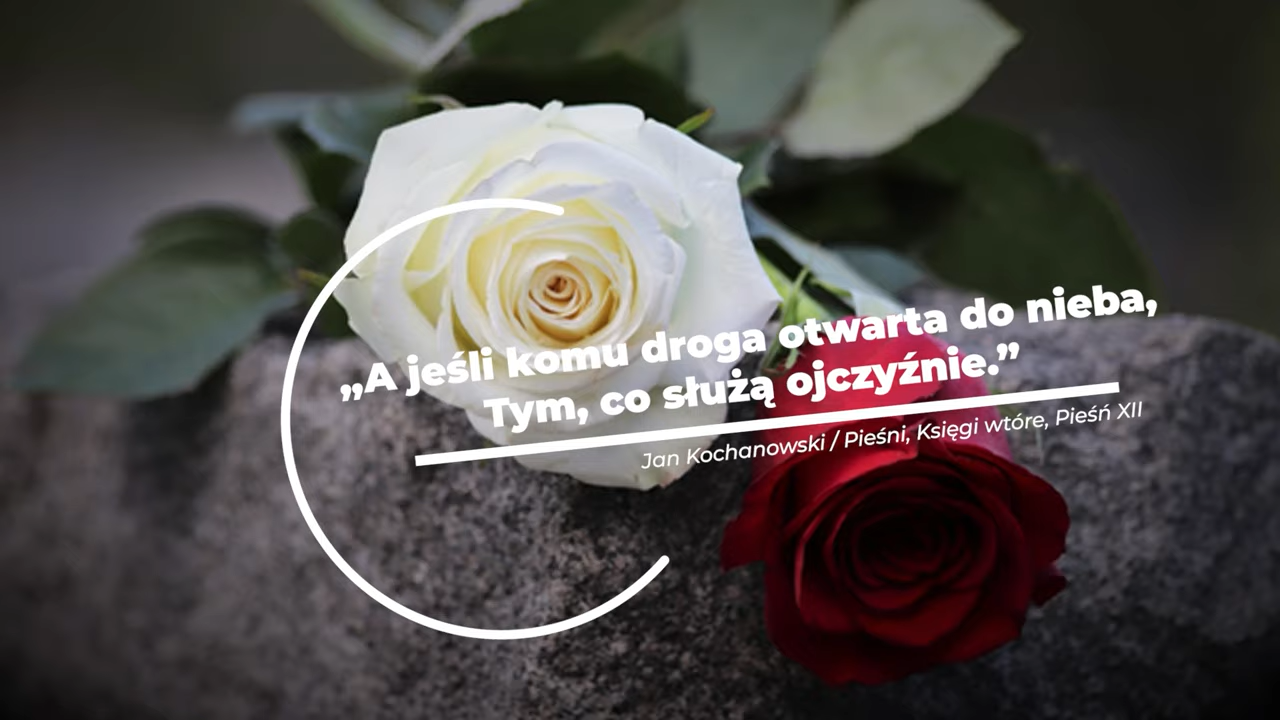 „A jeśli komu droga otwarta do nieba,
Tym, co służą ojczyźnie.”
Jan Kochanowski / Pieśni, Księgi wtóre, Pieśń XII